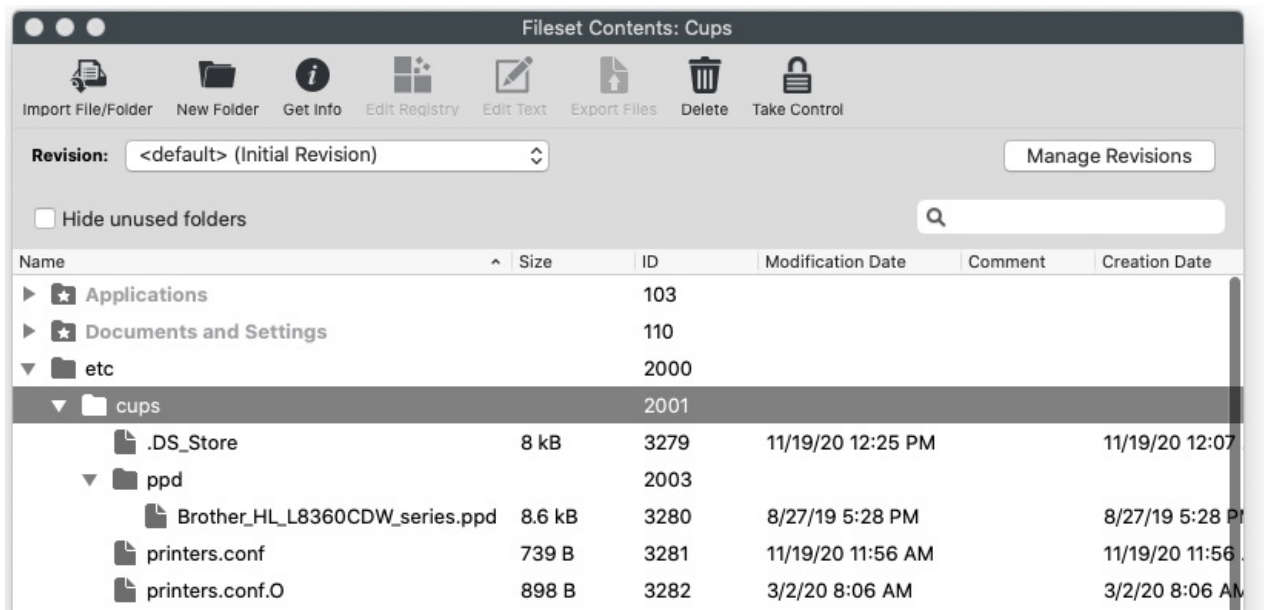 Fileset Contents: Cups
Import File/Folder New Folder Get Info Edit Registry Edit Text Export Files Delete Take Control
Revision: <default> (Initial Revision) Manage Revisions
Hide unused folders
Name Size ID Modification Date Comment Creation Date
Applications 103
Documents and Settings 110
etc 2000
cups 2001
.DS_Store 8 kB 3279 11/19/20 12:25 PM 11/19/20 12:07
ppd 2003
Brother_HL_L8360CDW_series.ppd 8.6 kB 3280 8/27/19 5:28 PM 8/27/19 5:28 PM
printers.conf 739 B 3281 11/19/20 11:56 AM 11/19/20 11:56
printers.conf.O 898 B 3282 3/2/20 8:06 AM 3/2/20 8:06 AM